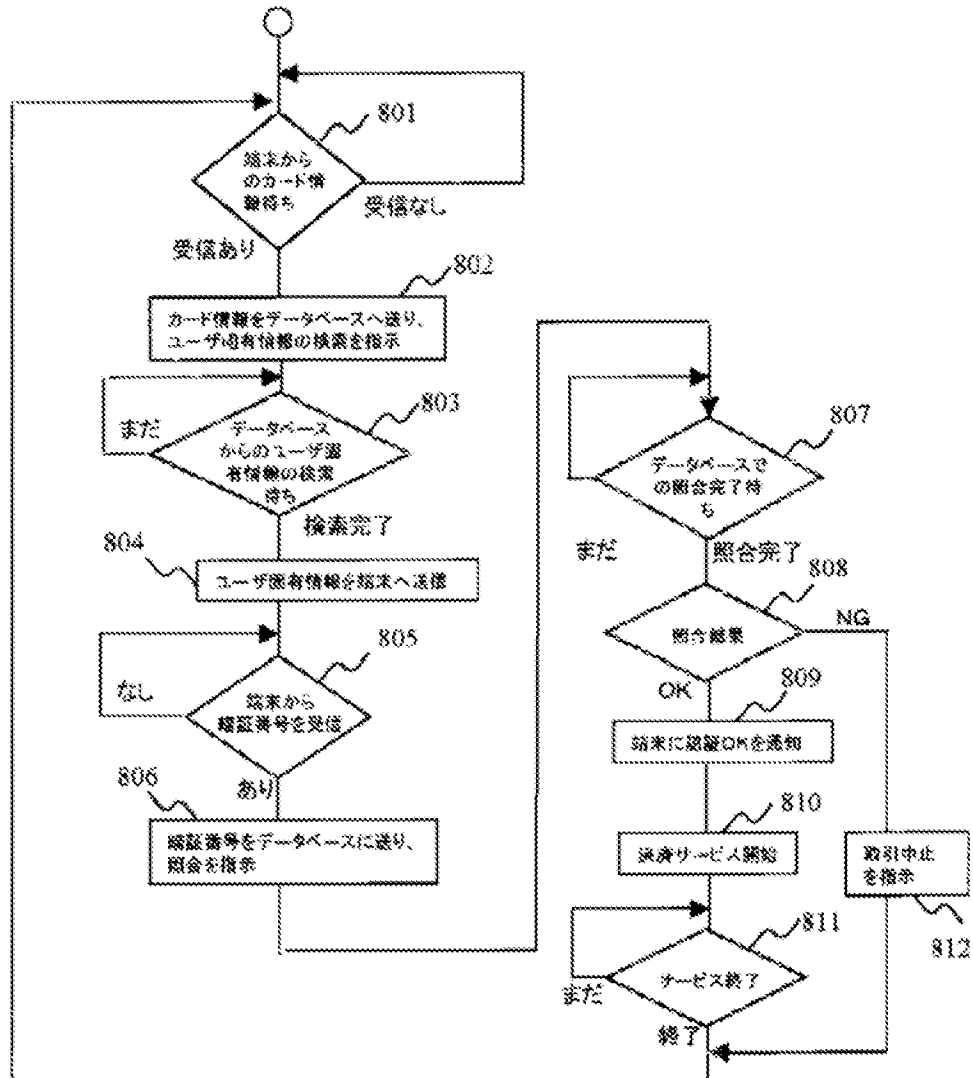 801
端末から
のカード情
報待ち
受信なし
受信あり
802
カード情報をデータベースへ送り、
ユーザ固有情報の検索を指示
まだ
803
データベース
からのユーザ固
有情報の検索
待ち
検索完了
804
ユーザ固有情報を端末へ送信
805
なし
端末から
暗証番号を受信
あり
806
暗証番号をデータベースに送り、
照合を指示
807
データベースで
の照合完了待
ち
まだ
照合完了
808
照合結果
NG
OK
809
端末に認証OKを通知
810
決済サービス開始
取引中止
を指示
812
811
サービス終了
まだ
終了